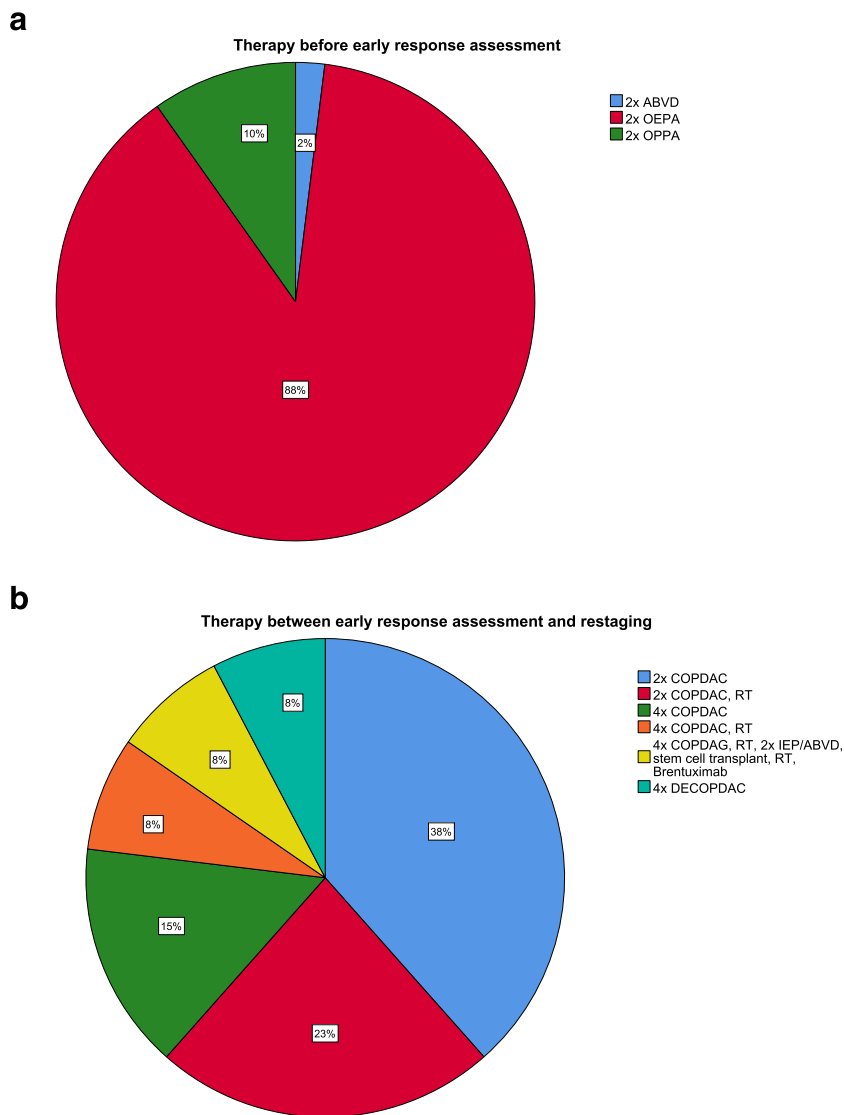 a
Therapy before early response assessment
2x ABVD
2x OEPA
2x OPPA
10%
2%
88%
b
Therapy between early response assessment and restaging
2x COPDAC
2x COPDAC, RT
4x COPDAC
4x COPDAC, RT
4x COPDAG, RT, 2x IEP/ABVD,
stem cell transplant, RT,
Brentuximab
4x DECOPDAC
8%
8%
8%
38%
15%
23%